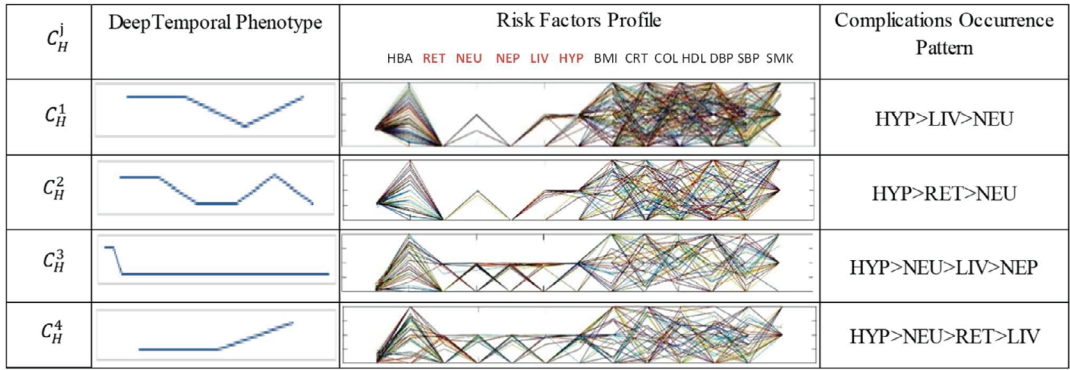 C_H^j
DeepTemporal Phenotype
Risk Factors Profile
HBA RET NEU NEP LIV HYP BMI CRT COL HDL DBP SBP SMK
Complications Occurrence
Pattern
C_H^1
HYP>LIV>NEU
C_H^2
HYP>RET>NEU
C_H^3
HYP>NEU>LIV>NEP
C_H^4
HYP>NEU>RET>LIV